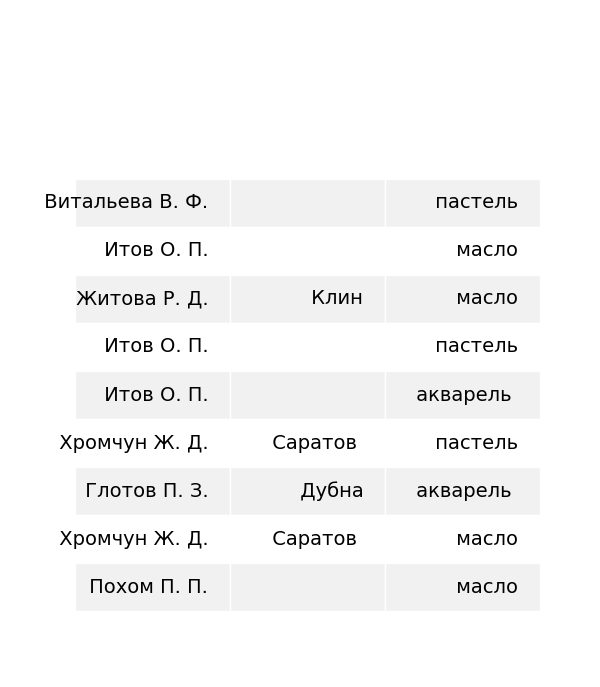 Витальева В. Ф. пастель
Итов О. П. масло
Житова Р. Д. Клин масло
Итов О. П. пастель
Итов О. П. акварель
Хромчун Ж. Д. Саратов пастель
Глотов П. З. Дубна акварель
Хромчун Ж. Д. Саратов масло
Похом П. П. масло